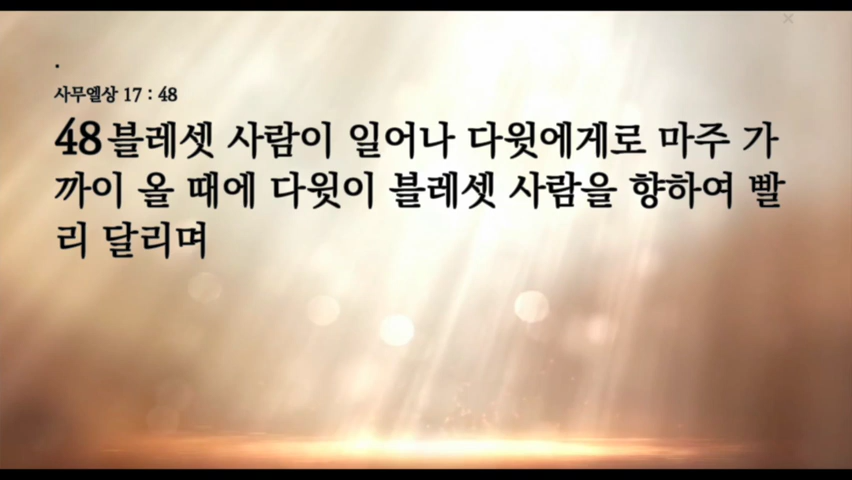 .
사무엘상 17 : 48
48 블레셋 사람이 일어나 다윗에게로 마주 가
까이 올 때에 다윗이 블레셋 사람을 향하여 빨
리 달리며